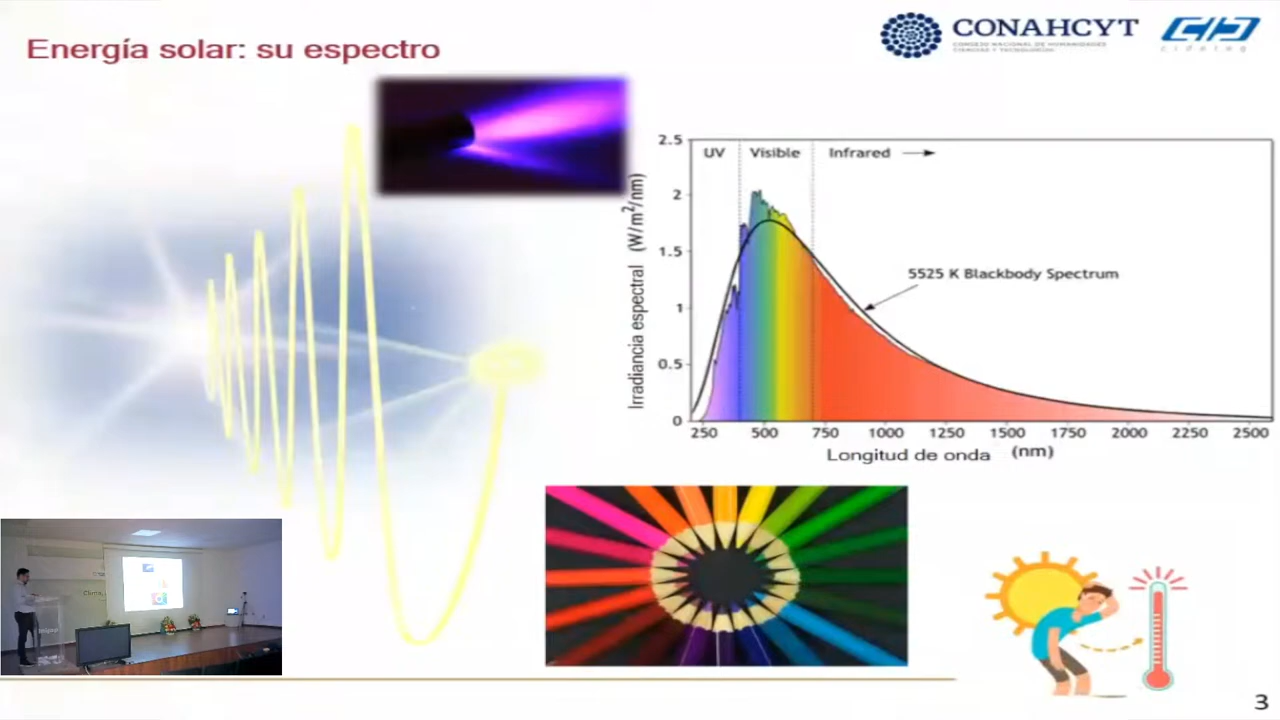 Energía solar: su espectro
CONAHCYT
CONSEJO NACIONAL DE HUMANIDADES
CIENCIAS Y TECNOLOGÍAS
cideteq
2.5
2
1.5
1
0.5
0
UV
Visible
Infrared
5525 K Blackbody Spectrum
Irradiancia espectral (W/m²/nm)
250 500 750 1000 1250 1500 1750 2000 2250 2500
Longitud de onda (nm)
3